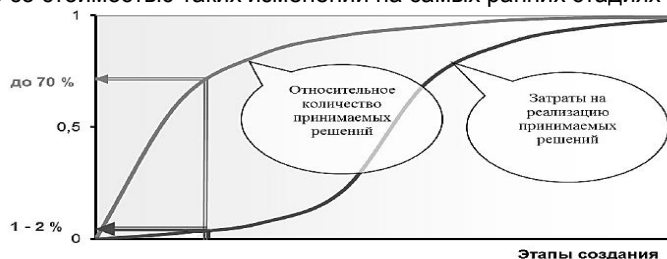 со стоимостью таких изменений на самых ранних стадиях
1
до 70 %
Относительное
количество
принимаемых
решений
Затраты на
реализацию
принимаемых
решений
0,5
1 - 2 %
0
Этапы создания